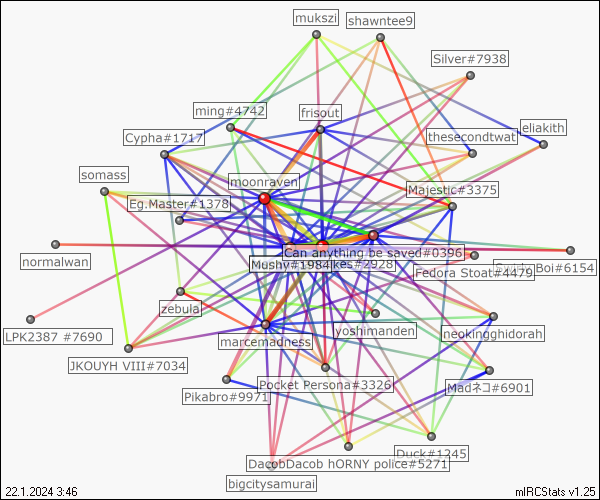 mukszi
shawntee9
Silver#7938
ming#4742
frisout
Cypha#1717
thesecondtwat
eliakith
somass
moonraven
Majestic#3375
Eg.Master#1378
Can anything be saved#0396
normalwan
Mushy#1984
kes#2928
Boi#6154
Fedora Stoat#4479
zebula
LPK2387 #7690
yoshimanden
neokingghidorah
marcemadness
JKOUYH VIII#7034
Pocket Persona#3326
Madネコ#6901
Pikabro#9971
Duck#1245
DacobDacob hORNY police#5271
bigcitysamurai
22.1.2024 3:46
mIRCStats v1.25